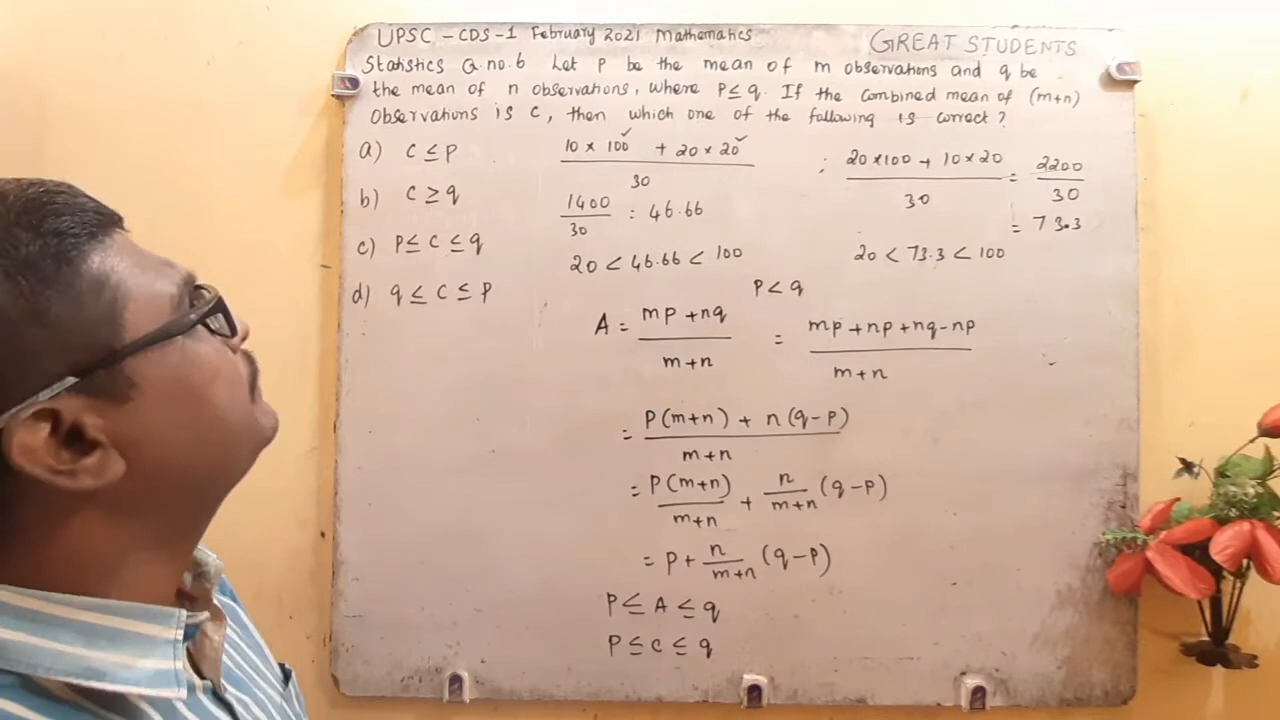 UPSC - CDS-1 February 2021 Mathematics
GREAT STUDENTS
Statistics Q.no.6 Let P be the mean of m observations and q be
the mean of n observations, where P≤q. If the combined mean of (m+n)
observations is c, then which one of the following is correct?
a) c ≤ p
b) c ≥ q
c) p ≤ c ≤ q
d) q ≤ c ≤ p
10 × 100 + 20 × 20
30
1400
30
: 46.66
20 < 46.66 < 100
; 20×100 + 10×20 / 30 = 2200 / 30
= 73.3
20 < 73.3 < 100
P < q
A = mp + nq / m+n = mp + np + nq - np / m+n
= P(m+n) + n(q-p) / m+n
= P(m+n) / m+n + n / m+n (q-p)
= P + n / m+n (q-p)
P ≤ A ≤ q
P ≤ c ≤ q